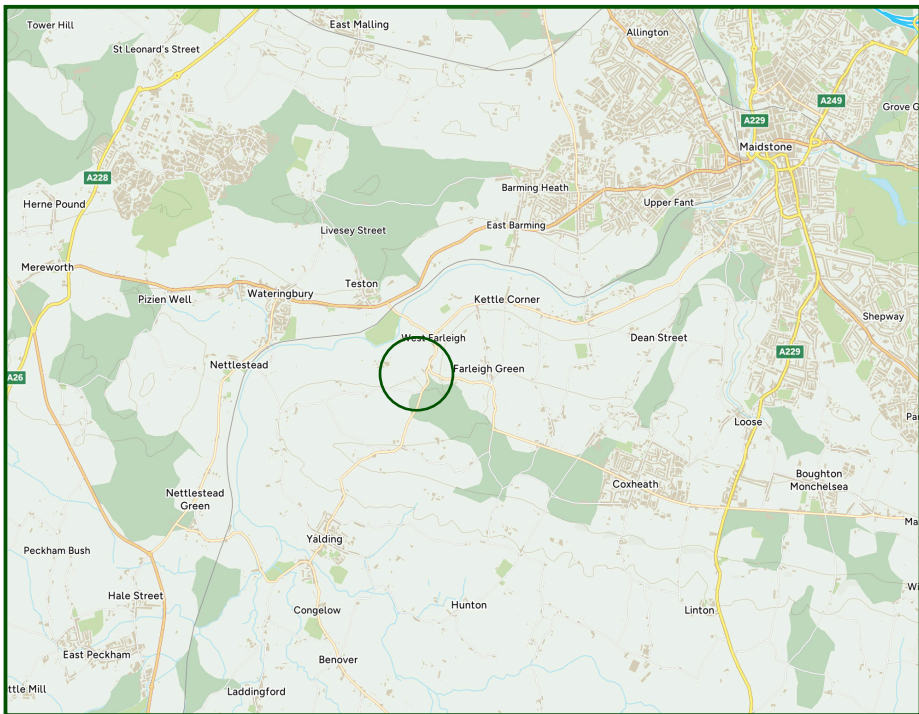 Tower Hill
East Malling
Allington
St Leonard's Street
A249
Grove G
A229
Maidstone
A228
Barming Heath
Herne Pound
Upper Fant
East Barming
Livesey Street
Mereworth
Teston
Wateringbury
Pizien Well
Kettle Corner
Shepway
West Farleigh
Dean Street
A229
Nettlestead
Farleigh Green
A26
Par
Loose
Boughton
Monchelsea
Coxheath
Nettlestead
Green
Ma
Yalding
Peckham Bush
Wi
Hale Street
Hunton
Congelow
Linton
East Peckham
Benover
ttle Mill
Laddingford